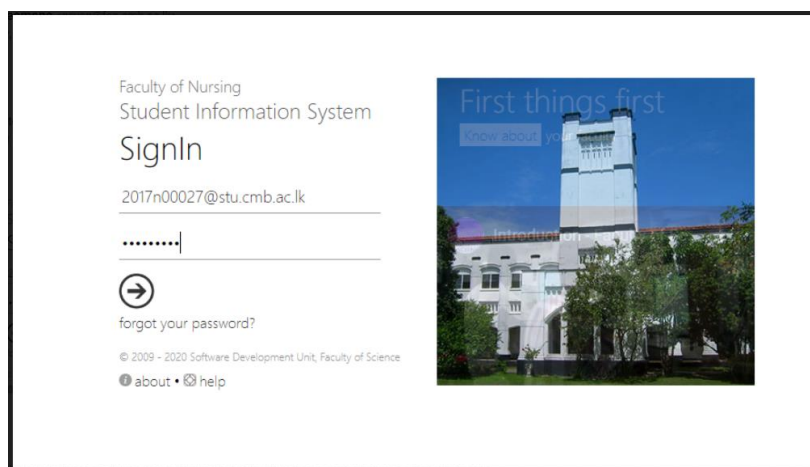 Faculty of Nursing
Student Information System
SignIn
2017n00027@stu.cmb.ac.lk
•••••••••
forgot your password?
© 2009 - 2020 Software Development Unit, Faculty of Science
about • help
First things first
Know about your
Introduction -